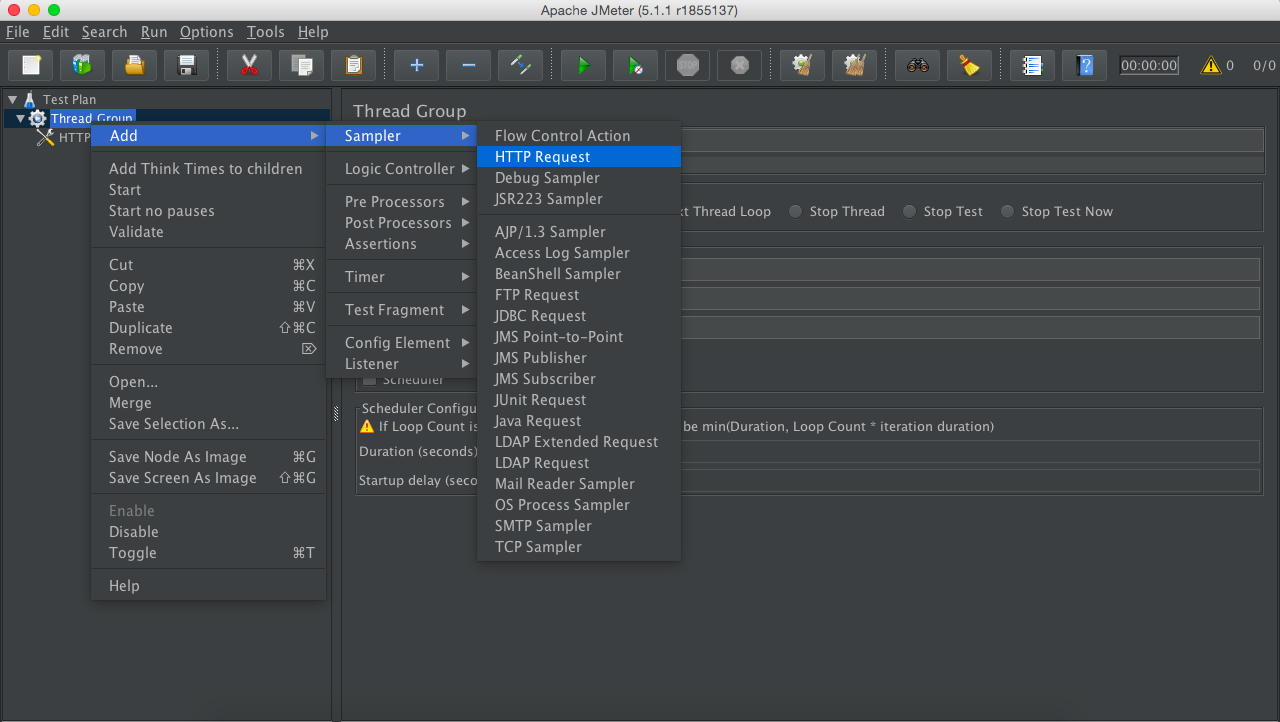 Apache JMeter (5.1.1 r1855137)
File Edit Search Run Options Tools Help
00:00:00 0 0/0
Test Plan
Thread Group
HTTP
Add
Add Think Times to children
Start
Start no pauses
Validate
Cut ⌘X
Copy ⌘C
Paste ⌘V
Duplicate ⇧⌘C
Remove ⌦
Open...
Merge
Save Selection As...
Save Node As Image ⌘G
Save Screen As Image ⇧⌘G
Enable
Disable
Toggle ⌘T
Help
Sampler
Logic Controller
Pre Processors
Post Processors
Assertions
Timer
Test Fragment
Config Element
Listener
Flow Control Action
HTTP Request
Debug Sampler
JSR223 Sampler
AJP/1.3 Sampler
Access Log Sampler
BeanShell Sampler
FTP Request
JDBC Request
JMS Point-to-Point
JMS Publisher
JMS Subscriber
JUnit Request
Java Request
LDAP Extended Request
LDAP Request
Mail Reader Sampler
OS Process Sampler
SMTP Sampler
TCP Sampler
Thread Group
Thread Loop Stop Thread Stop Test Stop Test Now
Scheduler
Scheduler
If Loop Count is be min(Duration, Loop Count * iteration duration)
Duration (seconds)
Startup delay